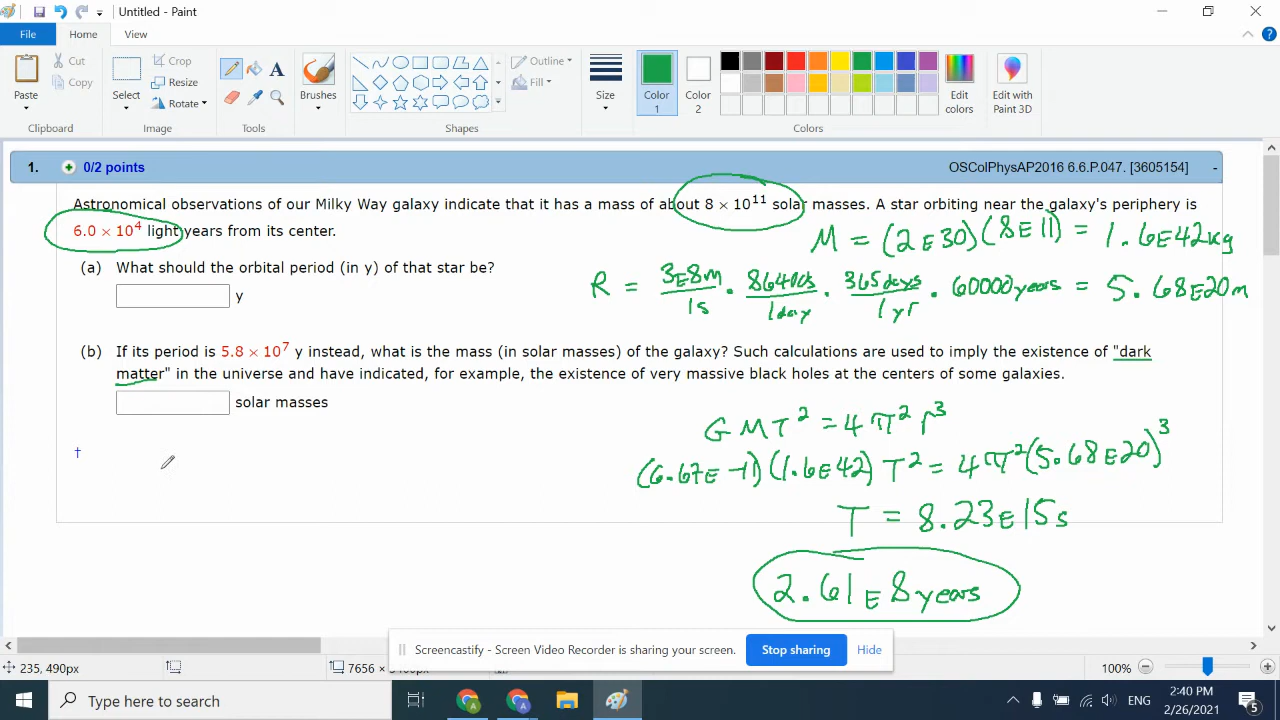 Untitled - Paint
File Home View
Paste Cut Copy Select Crop Resize Rotate Brushes Outline Fill Size Color 1 Color 2 Edit colors Edit with Paint 3D
Clipboard Image Tools Shapes Colors
1. 0/2 points OSColPhysAP2016 6.6.P.047. [3605154] -
Astronomical observations of our Milky Way galaxy indicate that it has a mass of about 8 × 10¹¹ solar masses. A star orbiting near the galaxy's periphery is
6.0 × 10⁴ light years from its center.
M = (2E30)(8E11) = 1.6E42kg
(a) What should the orbital period (in y) of that star be?
y
R = 3E8m/1s · 86400s/1day · 365days/1yr · 60000years = 5.68E20m
(b) If its period is 5.8 × 10⁷ y instead, what is the mass (in solar masses) of the galaxy? Such calculations are used to imply the existence of "dark
matter" in the universe and have indicated, for example, the existence of very massive black holes at the centers of some galaxies.
solar masses
GMT² = 4π²r³
(6.67E-11)(1.6E42)T² = 4π²(5.68E20)³
T = 8.23E15s
2.61E8years
Screencastify - Screen Video Recorder is sharing your screen. Stop sharing Hide
235, 490px 100%
Type here to search
ENG
2:40 PM
2/26/2021
5